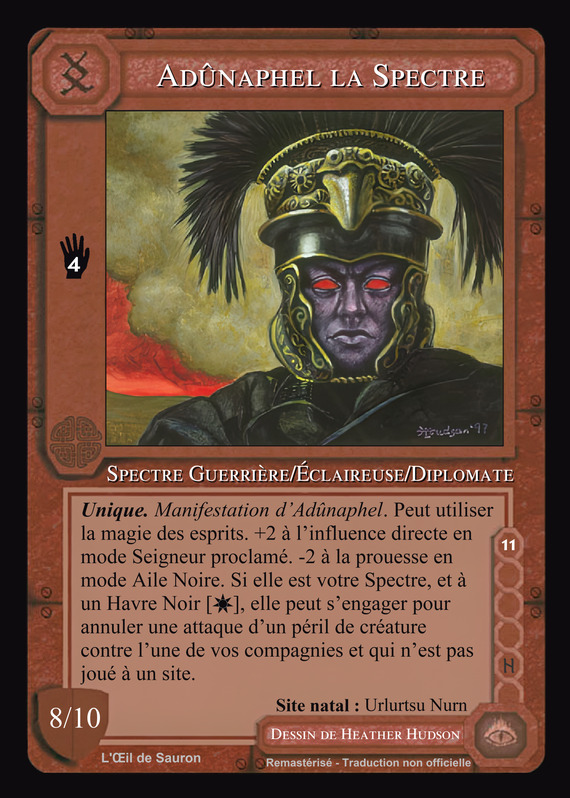 Adûnaphel la Spectre
4
Houdson '97
Spectre Guerrière/Éclaireuse/Diplomate
Unique. Manifestation d'Adûnaphel. Peut utiliser
la magie des esprits. +2 à l'influence directe en
mode Seigneur proclamé. -2 à la prouesse en
mode Aile Noire. Si elle est votre Spectre, et à
un Havre Noir [✷], elle peut s'engager pour
annuler une attaque d'un péril de créature
contre l'une de vos compagnies et qui n'est pas
joué à un site.
11
Site natal : Urlurtsu Nurn
8/10
Dessin de Heather Hudson
L'Œil de Sauron
Remastérisé - Traduction non officielle